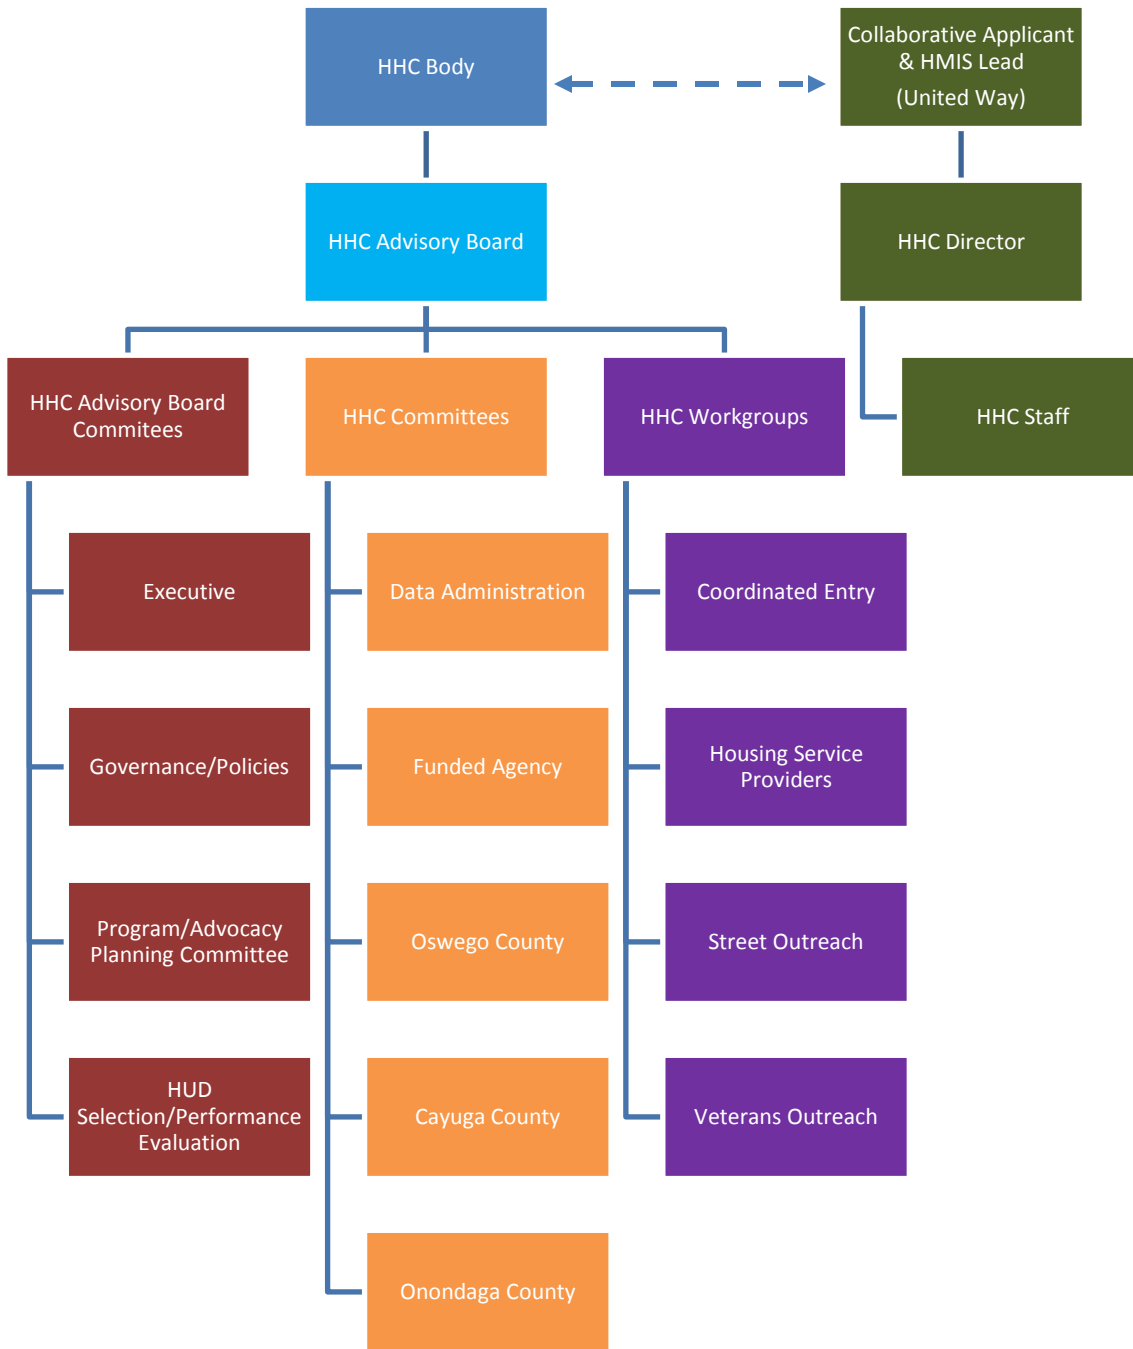 HHC Body
Collaborative Applicant
& HMIS Lead
(United Way)
HHC Advisory Board
HHC Director
HHC Advisory Board
Commitees
HHC Committees
HHC Workgroups
HHC Staff
Executive
Data Administration
Coordinated Entry
Governance/Policies
Funded Agency
Housing Service
Providers
Program/Advocacy
Planning Committee
Oswego County
Street Outreach
HUD
Selection/Performance
Evaluation
Cayuga County
Veterans Outreach
Onondaga County